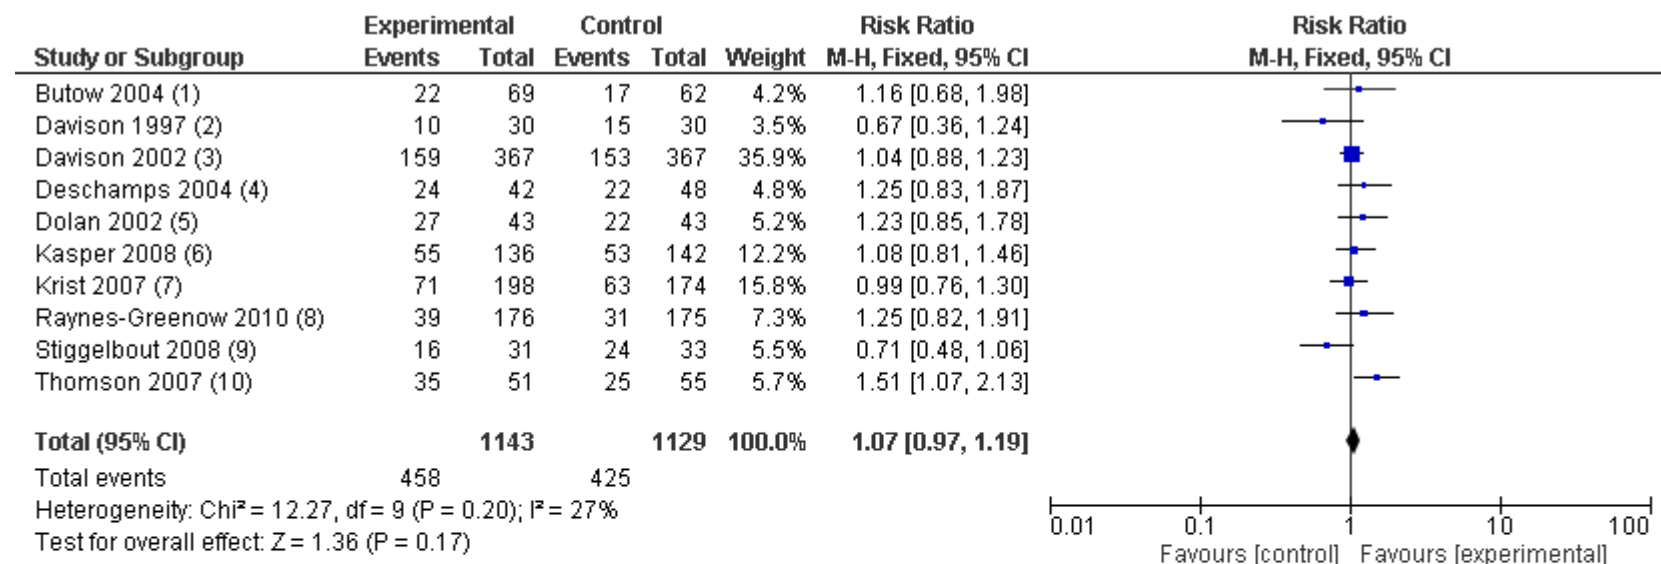 Experimental Control Risk Ratio Risk Ratio
Study or Subgroup Events Total Events Total Weight M-H, Fixed, 95% CI M-H, Fixed, 95% CI
Butow 2004 (1) 22 69 17 62 4.2% 1.16 [0.68, 1.98]
Davison 1997 (2) 10 30 15 30 3.5% 0.67 [0.36, 1.24]
Davison 2002 (3) 159 367 153 367 35.9% 1.04 [0.88, 1.23]
Deschamps 2004 (4) 24 42 22 48 4.8% 1.25 [0.83, 1.87]
Dolan 2002 (5) 27 43 22 43 5.2% 1.23 [0.85, 1.78]
Kasper 2008 (6) 55 136 53 142 12.2% 1.08 [0.81, 1.46]
Krist 2007 (7) 71 198 63 174 15.8% 0.99 [0.76, 1.30]
Raynes-Greenow 2010 (8) 39 176 31 175 7.3% 1.25 [0.82, 1.91]
Stiggelbout 2008 (9) 16 31 24 33 5.5% 0.71 [0.48, 1.06]
Thomson 2007 (10) 35 51 25 55 5.7% 1.51 [1.07, 2.13]
Total (95% CI) 1143 1129 100.0% 1.07 [0.97, 1.19]
Total events 458 425
Heterogeneity: Chi² = 12.27, df = 9 (P = 0.20); I² = 27%
Test for overall effect: Z = 1.36 (P = 0.17)
0.01 0.1 1 10 100
Favours [control] Favours [experimental]